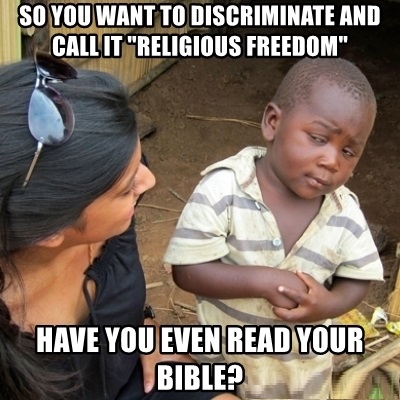 SO YOU WANT TO DISCRIMINATE AND
CALL IT "RELIGIOUS FREEDOM"
HAVE YOU EVEN READ YOUR
BIBLE?